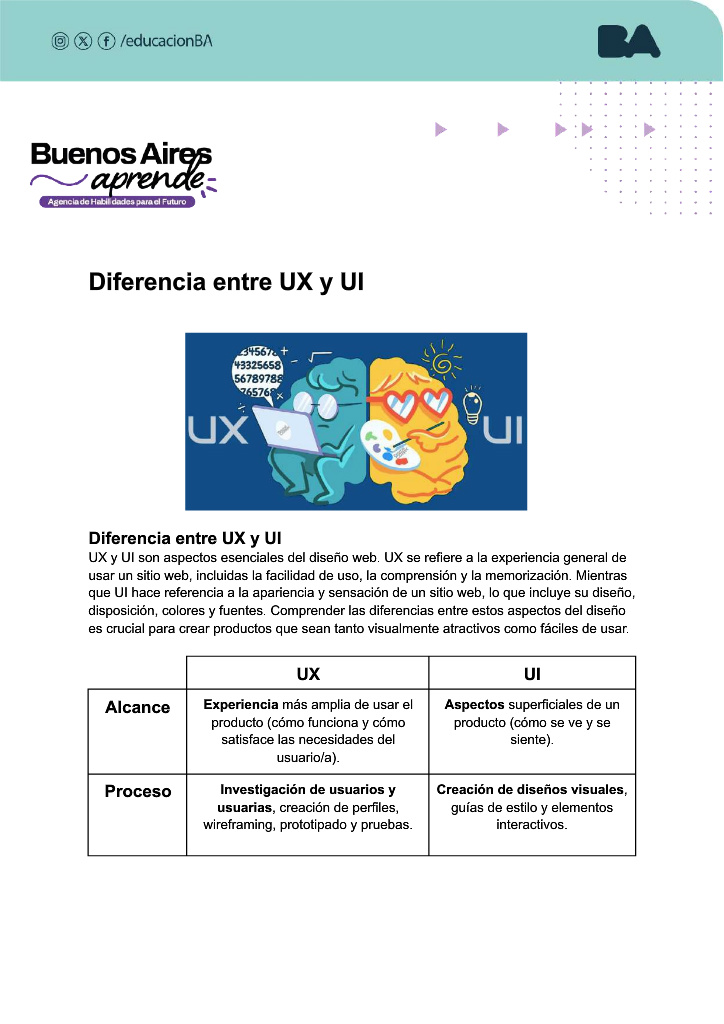 /educacionBA
BA
Buenos Aires
aprende
Agencia de Habilidades para el Futuro
Diferencia entre UX y UI
43325658
56789788
UX
UI
Diferencia entre UX y UI
UX y UI son aspectos esenciales del diseño web. UX se refiere a la experiencia general de
usar un sitio web, incluidas la facilidad de uso, la comprensión y la memorización. Mientras
que UI hace referencia a la apariencia y sensación de un sitio web, lo que incluye su diseño,
disposición, colores y fuentes. Comprender las diferencias entre estos aspectos del diseño
es crucial para crear productos que sean tanto visualmente atractivos como fáciles de usar.
UX UI
Alcance
Experiencia más amplia de usar el
producto (cómo funciona y cómo
satisface las necesidades del
usuario/a).
Aspectos superficiales de un
producto (cómo se ve y se
siente).
Proceso
Investigación de usuarios y
usuarias, creación de perfiles,
wireframing, prototipado y pruebas.
Creación de diseños visuales,
guías de estilo y elementos
interactivos.